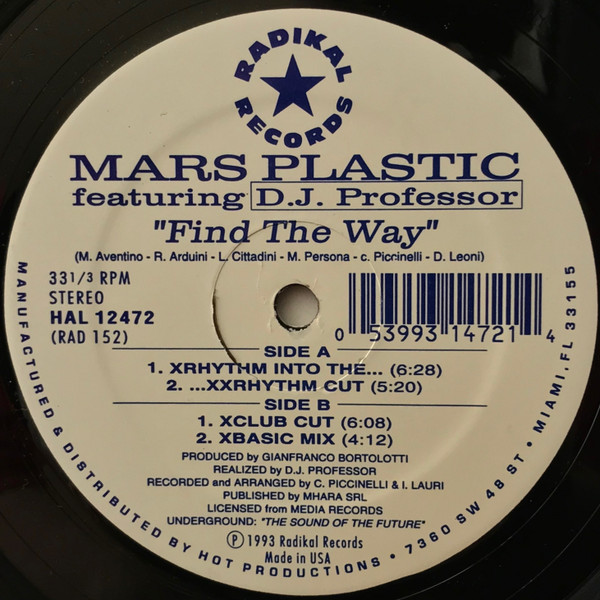 RADIKAL
RECORDS
MARS PLASTIC
featuring D.J. Professor
"Find The Way"
(M. Aventino - R. Arduini - L. Cittadini - M. Persona - c. Piccinelli - D. Leoni)
33 1/3 RPM
STEREO
HAL 12472
(RAD 152)
0 53993 14721 4
SIDE A
1. XRHYTHM INTO THE... (6:28)
2. ...XXRHYTHM CUT (5:20)
SIDE B
1. XCLUB CUT (6:08)
2. XBASIC MIX (4:12)
PRODUCED by GIANFRANCO BORTOLOTTI
REALIZED by D.J. PROFESSOR
RECORDED and ARRANGED by C. PICCINELLI & I. LAURI
PUBLISHED by MHARA SRL
LICENSED from MEDIA RECORDS
UNDERGROUND: "THE SOUND OF THE FUTURE"
℗ 1993 Radikal Records
Made in USA
MANUFACTURED & DISTRIBUTED BY HOT PRODUCTIONS • 7360 SW 48 ST • MIAMI, FL 33155